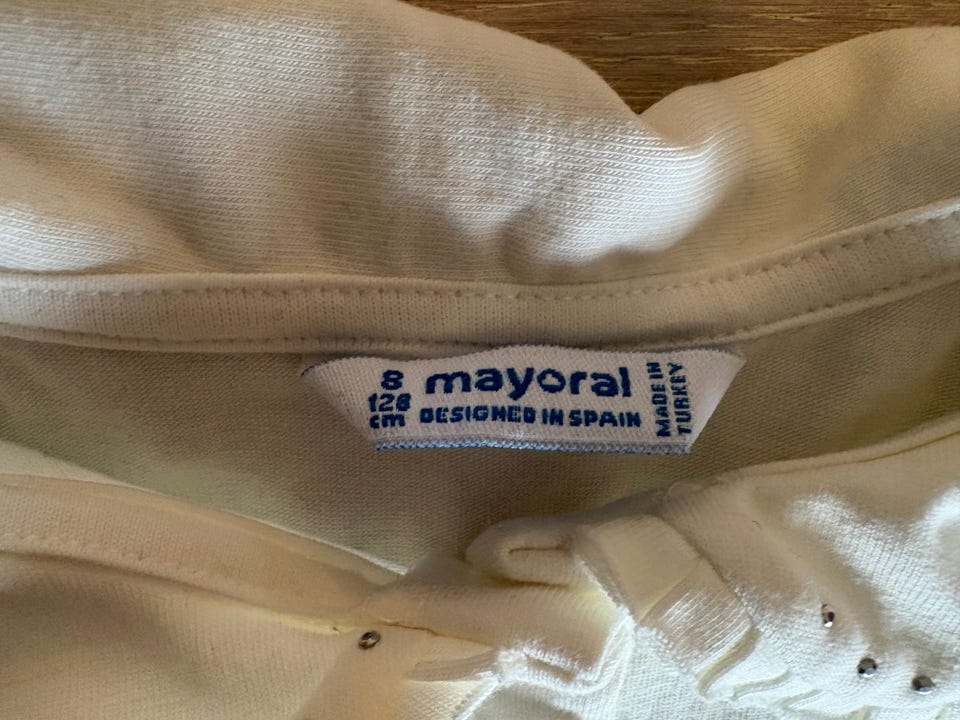 8
128
cm
mayoral
DESIGNED IN SPAIN
MADE IN
TURKEY